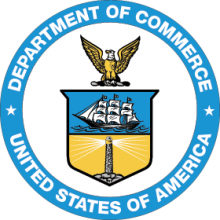 DEPARTMENT OF COMMERCE
UNITED STATES OF AMERICA